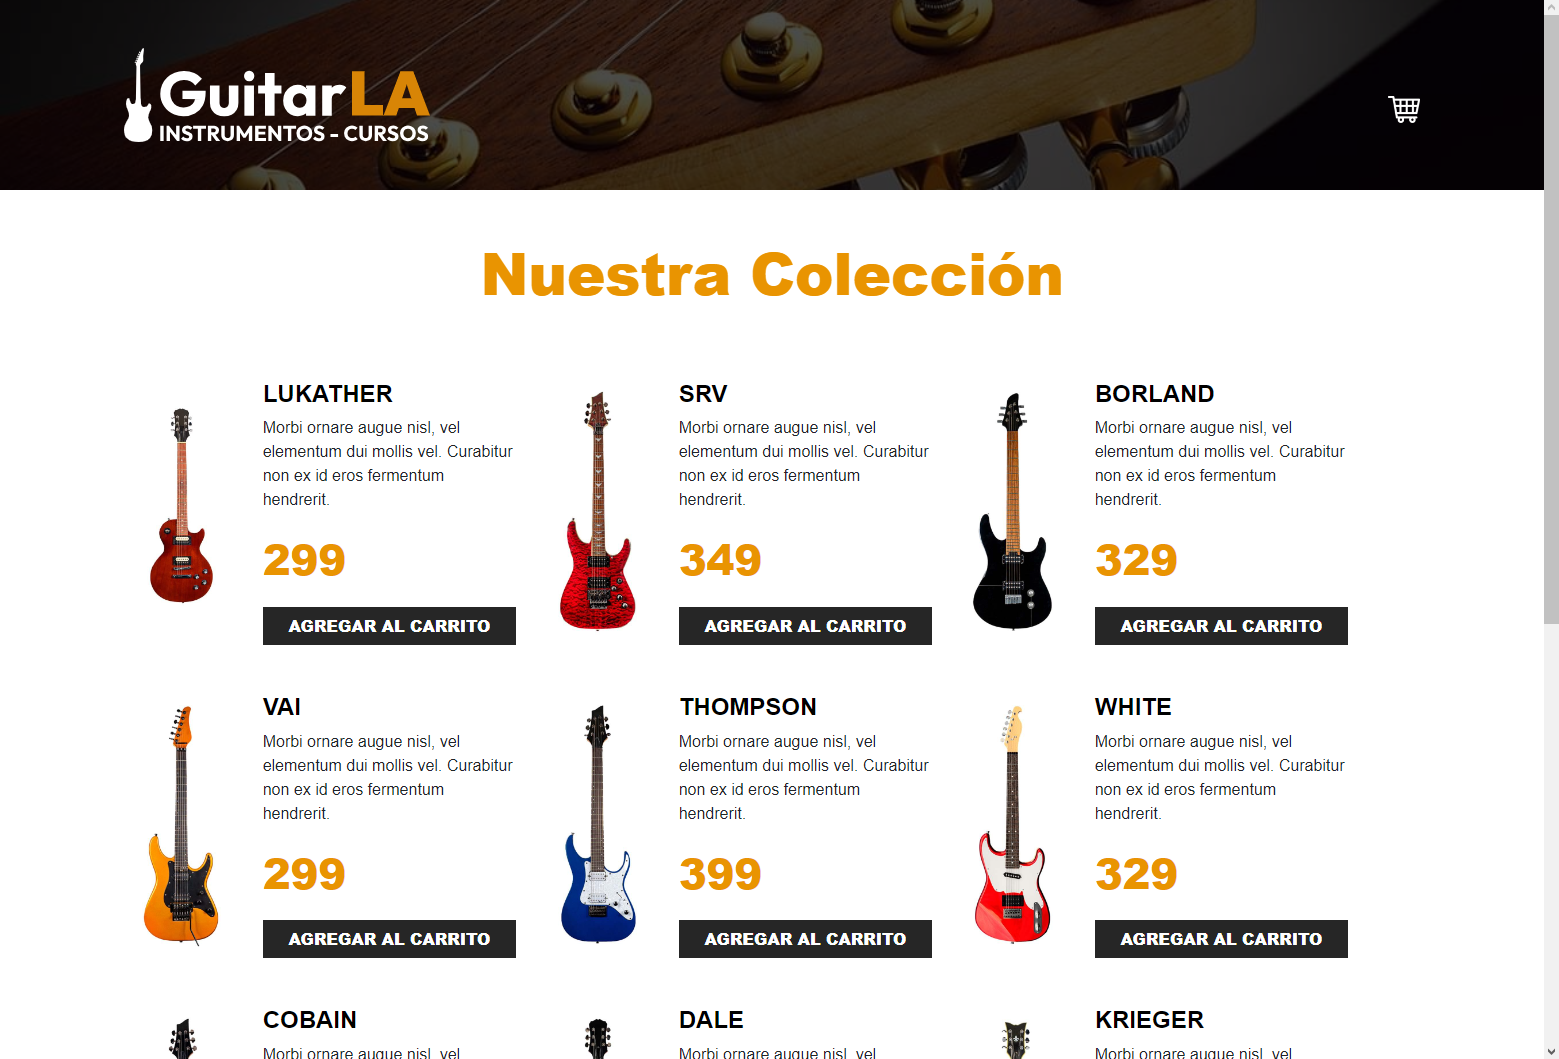 GuitarLA
INSTRUMENTOS - CURSOS
Nuestra Colección
LUKATHER
Morbi ornare augue nisl, vel
elementum dui mollis vel. Curabitur
non ex id eros fermentum
hendrerit.
299
AGREGAR AL CARRITO
SRV
Morbi ornare augue nisl, vel
elementum dui mollis vel. Curabitur
non ex id eros fermentum
hendrerit.
349
AGREGAR AL CARRITO
BORLAND
Morbi ornare augue nisl, vel
elementum dui mollis vel. Curabitur
non ex id eros fermentum
hendrerit.
329
AGREGAR AL CARRITO
VAI
Morbi ornare augue nisl, vel
elementum dui mollis vel. Curabitur
non ex id eros fermentum
hendrerit.
299
AGREGAR AL CARRITO
THOMPSON
Morbi ornare augue nisl, vel
elementum dui mollis vel. Curabitur
non ex id eros fermentum
hendrerit.
399
AGREGAR AL CARRITO
WHITE
Morbi ornare augue nisl, vel
elementum dui mollis vel. Curabitur
non ex id eros fermentum
hendrerit.
329
AGREGAR AL CARRITO
COBAIN
Morbi ornare augue nisl, vel
DALE
Morbi ornare augue nisl, vel
KRIEGER
Morbi ornare augue nisl, vel